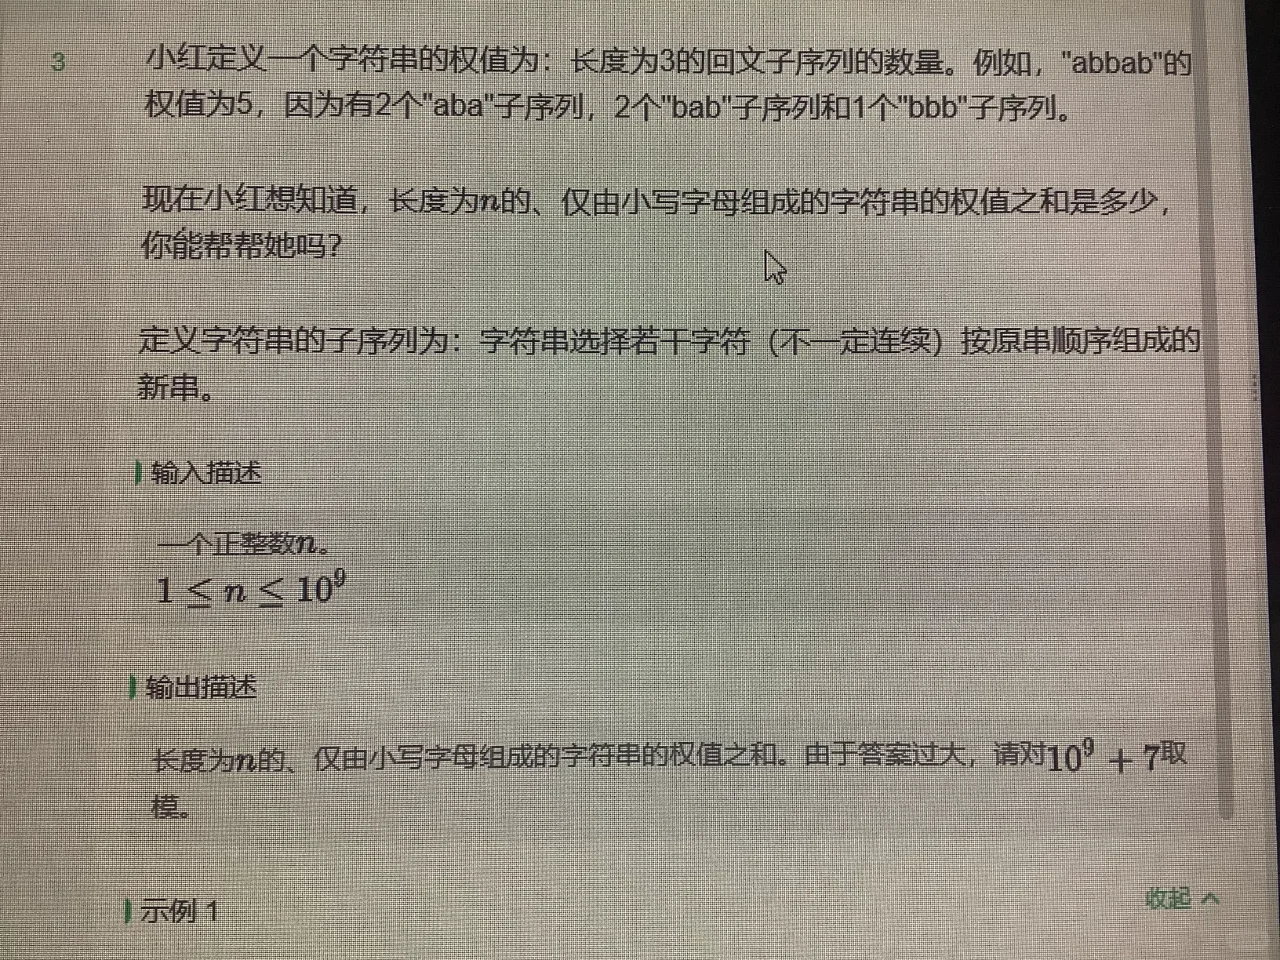 3
小红定义一个字符串的权值为：长度为3的回文子序列的数量。例如，"abbab"的
权值为5，因为有2个"aba"子序列，2个"bab"子序列和1个"bbb"子序列。
现在小红想知道，长度为n的、仅由小写字母组成的字符串的权值之和是多少，
你能帮帮她吗？
定义字符串的子序列为：字符串选择若干字符（不一定连续）按原串顺序组成的
新串。
输入描述
一个正整数n。
1 ≤ n ≤ 10⁹
输出描述
长度为n的、仅由小写字母组成的字符串的权值之和。由于答案过大，请对10⁹ + 7取
模。
示例 1
收起